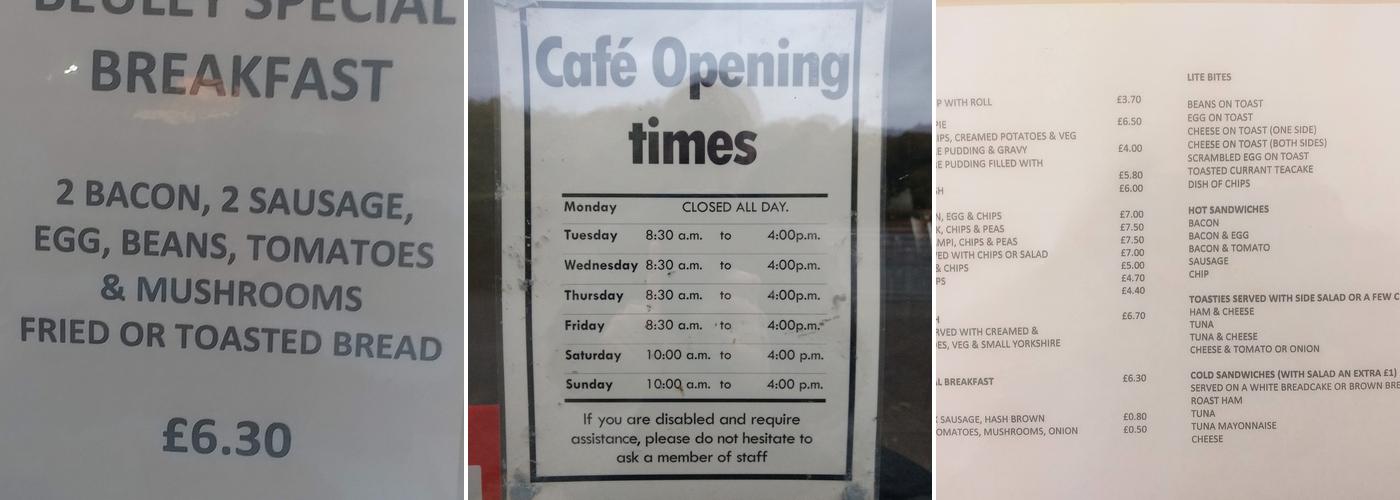 SPECIAL
BREAKFAST
2 BACON, 2 SAUSAGE,
EGG, BEANS, TOMATOES
& MUSHROOMS
FRIED OR TOASTED BREAD
£6.30
Café Opening
times
Monday CLOSED ALL DAY.
Tuesday 8:30 a.m. to 4:00p.m.
Wednesday 8:30 a.m. to 4:00p.m.
Thursday 8:30 a.m. to 4:00p.m.
Friday 8:30 a.m. to 4:00p.m.
Saturday 10:00 a.m. to 4:00 p.m.
Sunday 10:00 a.m. to 4:00 p.m.
If you are disabled and require
assistance, please do not hesitate to
ask a member of staff
WITH ROLL £3.70
£6.50
CREAMED POTATOES & VEG
PUDDING & GRAVY £4.00
PUDDING FILLED WITH
£5.80
£6.00
EGG & CHIPS £7.00
CHIPS & PEAS £7.50
CHIPS & PEAS £7.50
WITH CHIPS OR SALAD £7.00
& CHIPS £5.00
£4.70
£4.40
£6.70
WITH CREAMED &
VEG & SMALL YORKSHIRE
BREAKFAST £6.30
SAUSAGE, HASH BROWN £0.80
MUSHROOMS, ONION £0.50
LITE BITES
BEANS ON TOAST
EGG ON TOAST
CHEESE ON TOAST (ONE SIDE)
CHEESE ON TOAST (BOTH SIDES)
SCRAMBLED EGG ON TOAST
TOASTED CURRANT TEACAKE
DISH OF CHIPS
HOT SANDWICHES
BACON
BACON & EGG
BACON & TOMATO
SAUSAGE
CHIP
TOASTIES SERVED WITH SIDE SALAD OR A FEW
HAM & CHEESE
TUNA
TUNA & CHEESE
CHEESE & TOMATO OR ONION
COLD SANDWICHES (WITH SALAD AN EXTRA £1)
SERVED ON A WHITE BREADCAKE OR BROWN
ROAST HAM
TUNA
TUNA MAYONNAISE
CHEESE